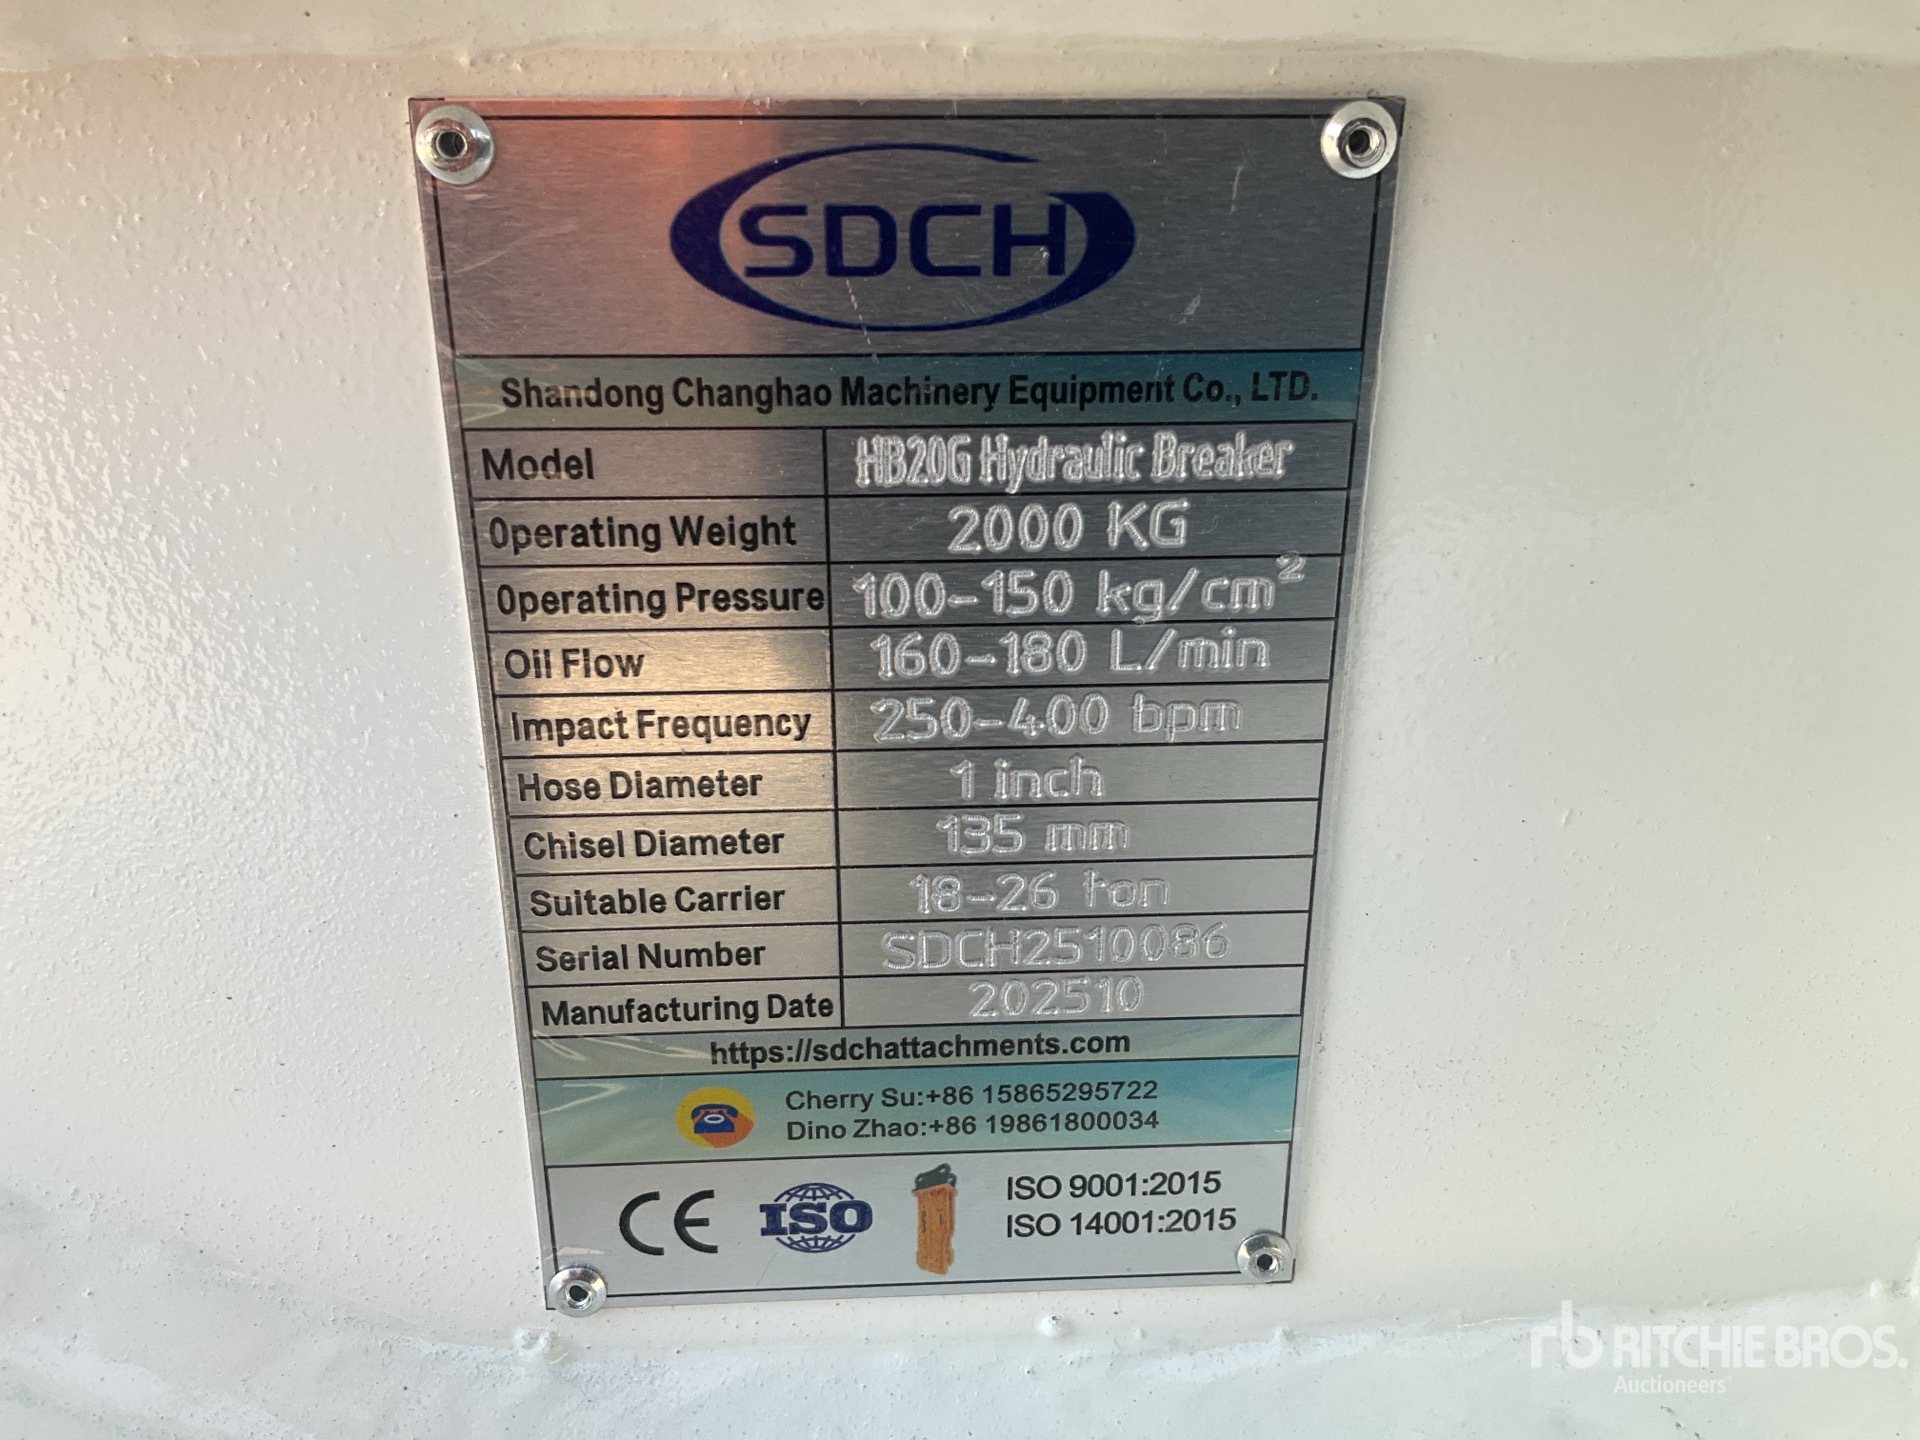 SDCH
Shandong Changhao Machinery Equipment Co., LTD.
Model HB20G Hydraulic Breaker
Operating Weight 2000 KG
Operating Pressure 100-150 kg/cm²
Oil Flow 160-180 L/min
Impact Frequency 250-400 bpm
Hose Diameter 1 inch
Chisel Diameter 135 mm
Suitable Carrier 18-26 ton
Serial Number SDCH2510086
Manufacturing Date 202510
https://sdchattachments.com
Cherry Su:+86 15865295722
Dino Zhao:+86 19861800034
CE ISO ISO 9001:2015
ISO 14001:2015
rb RITCHIE BROS.
Auctioneers